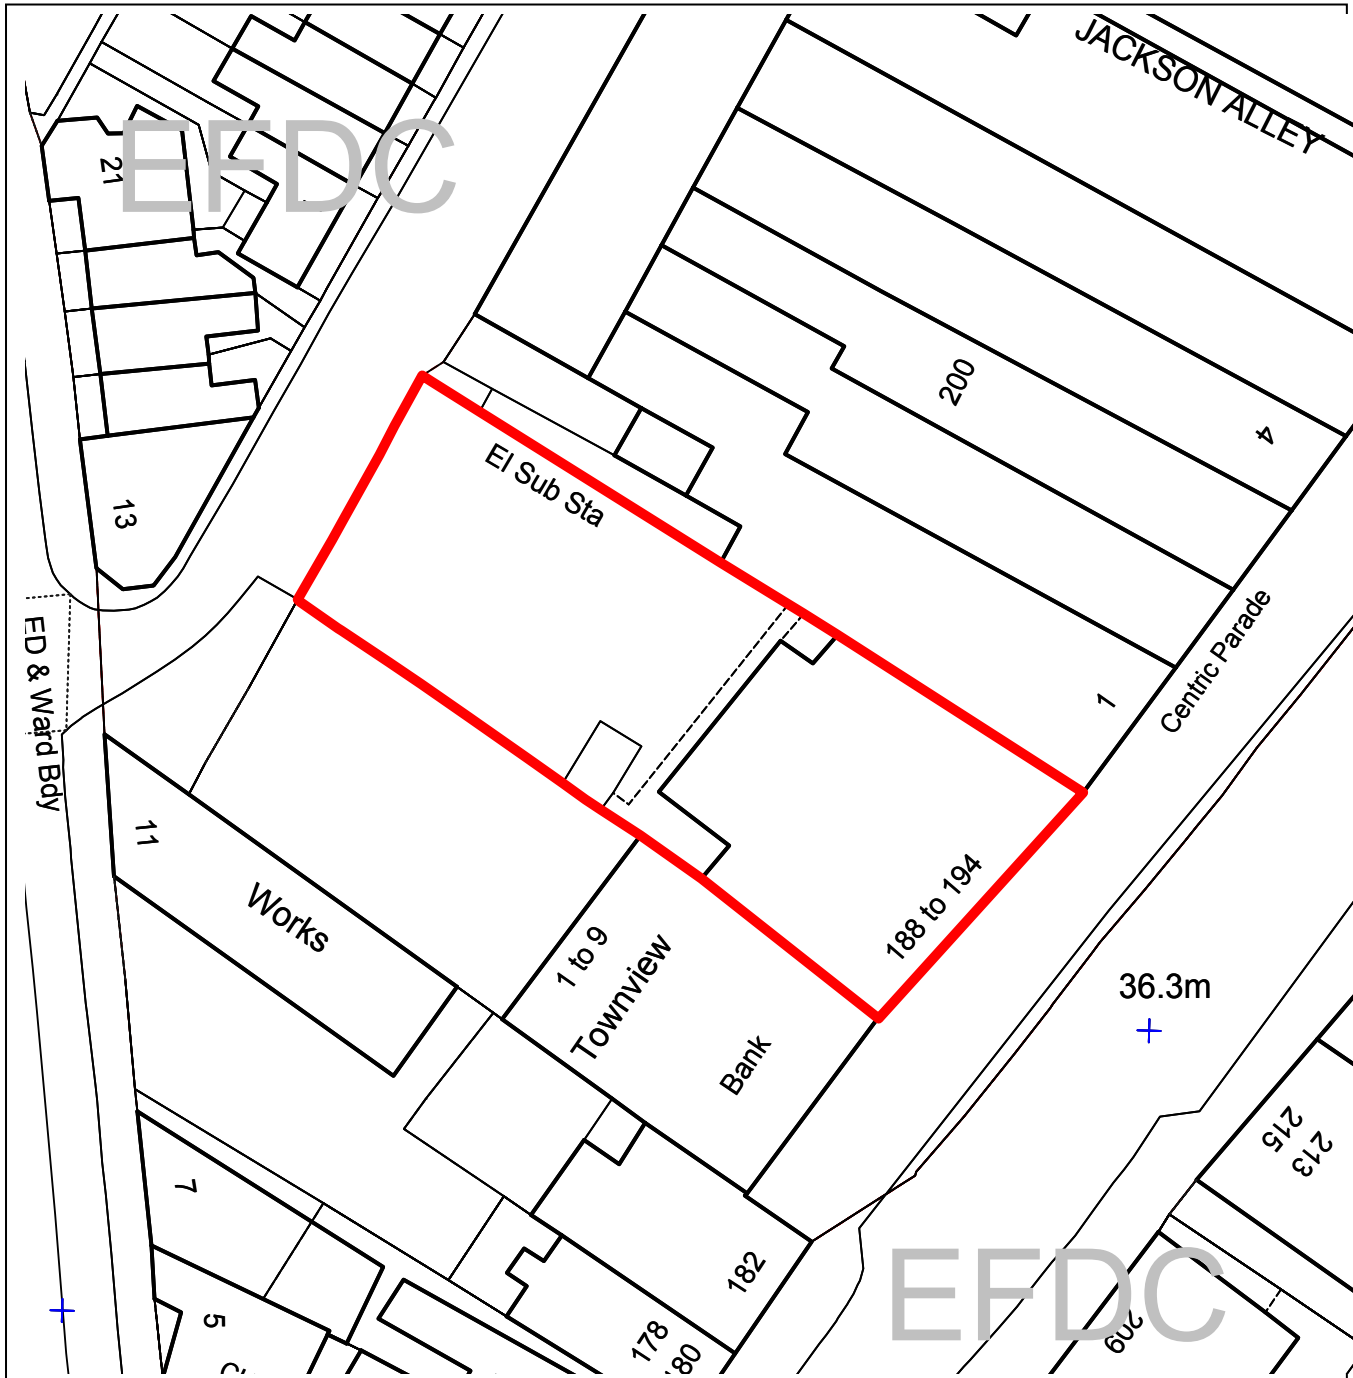 JACKSON ALLEY
EFDC
21
200
4
El Sub Sta
13
Centric Parade
ED & Ward Bdy
1
11
Works
188 to 194
1 to 9
Townview
36.3m
Bank
215
213
7
182
EFDC
5
178
180
209